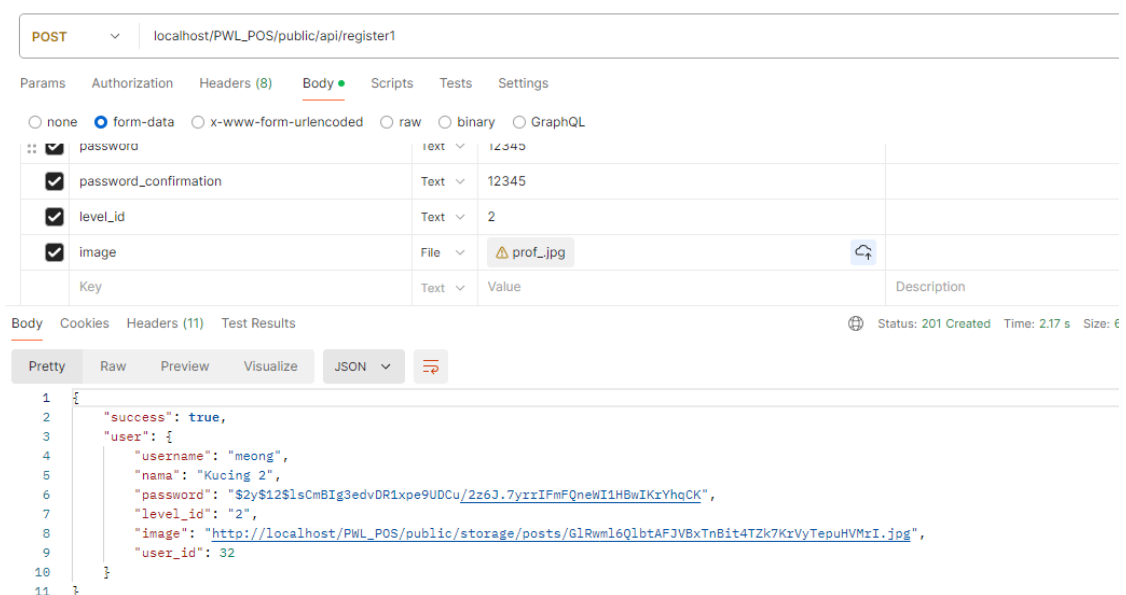 POST localhost/PWL_POS/public/api/register1
Params Authorization Headers (8) Body Scripts Tests Settings
none form-data x-www-form-urlencoded raw binary GraphQL
password Text 12345
password_confirmation Text 12345
level_id Text 2
image File prof_.jpg
Key Text Value Description
Body Cookies Headers (11) Test Results Status: 201 Created Time: 2.17 s Size: 6
Pretty Raw Preview Visualize JSON
1 {
2 "success": true,
3 "user": {
4 "username": "meong",
5 "nama": "Kucing 2",
6 "password": "$2y$12$lsCmBIg3edvDR1xpe9UDCu/2z6J.7yrrIFmFQneWI1HBwIKrYhqCK",
7 "level_id": "2",
8 "image": "http://localhost/PWL_POS/public/storage/posts/GlRwml6QlbtAFJVBxTnBit4TZk7KrVyTepuHVMrI.jpg",
9 "user_id": 32
10 }
11 }